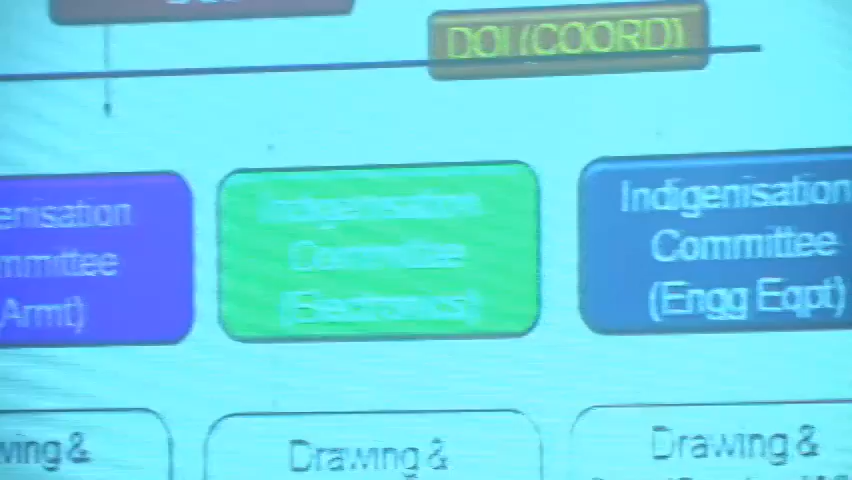 DOI (COORD)
enisation
mmittee
Armt)
Indigenisation
Committee
(Electronics)
Indigenisation
Committee
(Engg Eqpt)
wing &
Drawing &
Drawing &